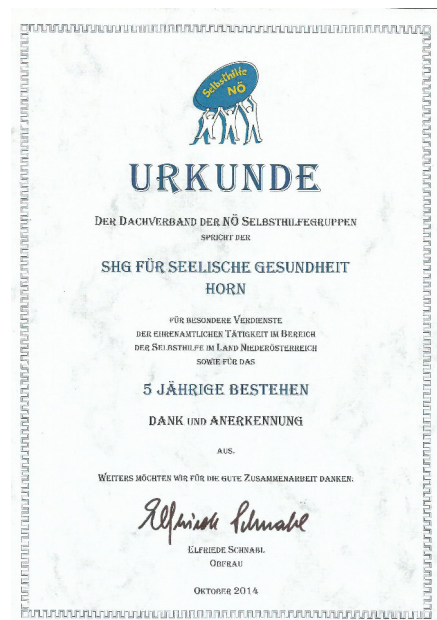 Selbsthilfe
NÖ
URKUNDE
DER DACHVERBAND DER NÖ SELBSTHILFEGRUPPEN
SPRICHT DER
SHG FÜR SEELISCHE GESUNDHEIT
HORN
FÜR BESONDERE VERDIENSTE
DER EHRENAMTLICHEN TÄTIGKEIT IM BEREICH
DER SELBSTHILFE IM LAND NIEDERÖSTERREICH
SOWIE FÜR DAS
5 JÄHRIGE BESTEHEN
DANK UND ANERKENNUNG
AUS.
WEITERS MÖCHTEN WIR FÜR DIE GUTE ZUSAMMENARBEIT DANKEN.
Elfriede Schnabl
ELFRIEDE SCHNABL
OBFRAU
OKTOBER 2014